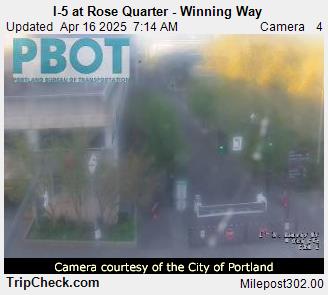 I-5 at Rose Quarter - Winning Way
Updated Apr 16 2025 7:14 AM Camera 4
PBOT
PORTLAND BUREAU OF TRANSPORTATION
Camera courtesy of the City of Portland
TripCheck.com Milepost302.00